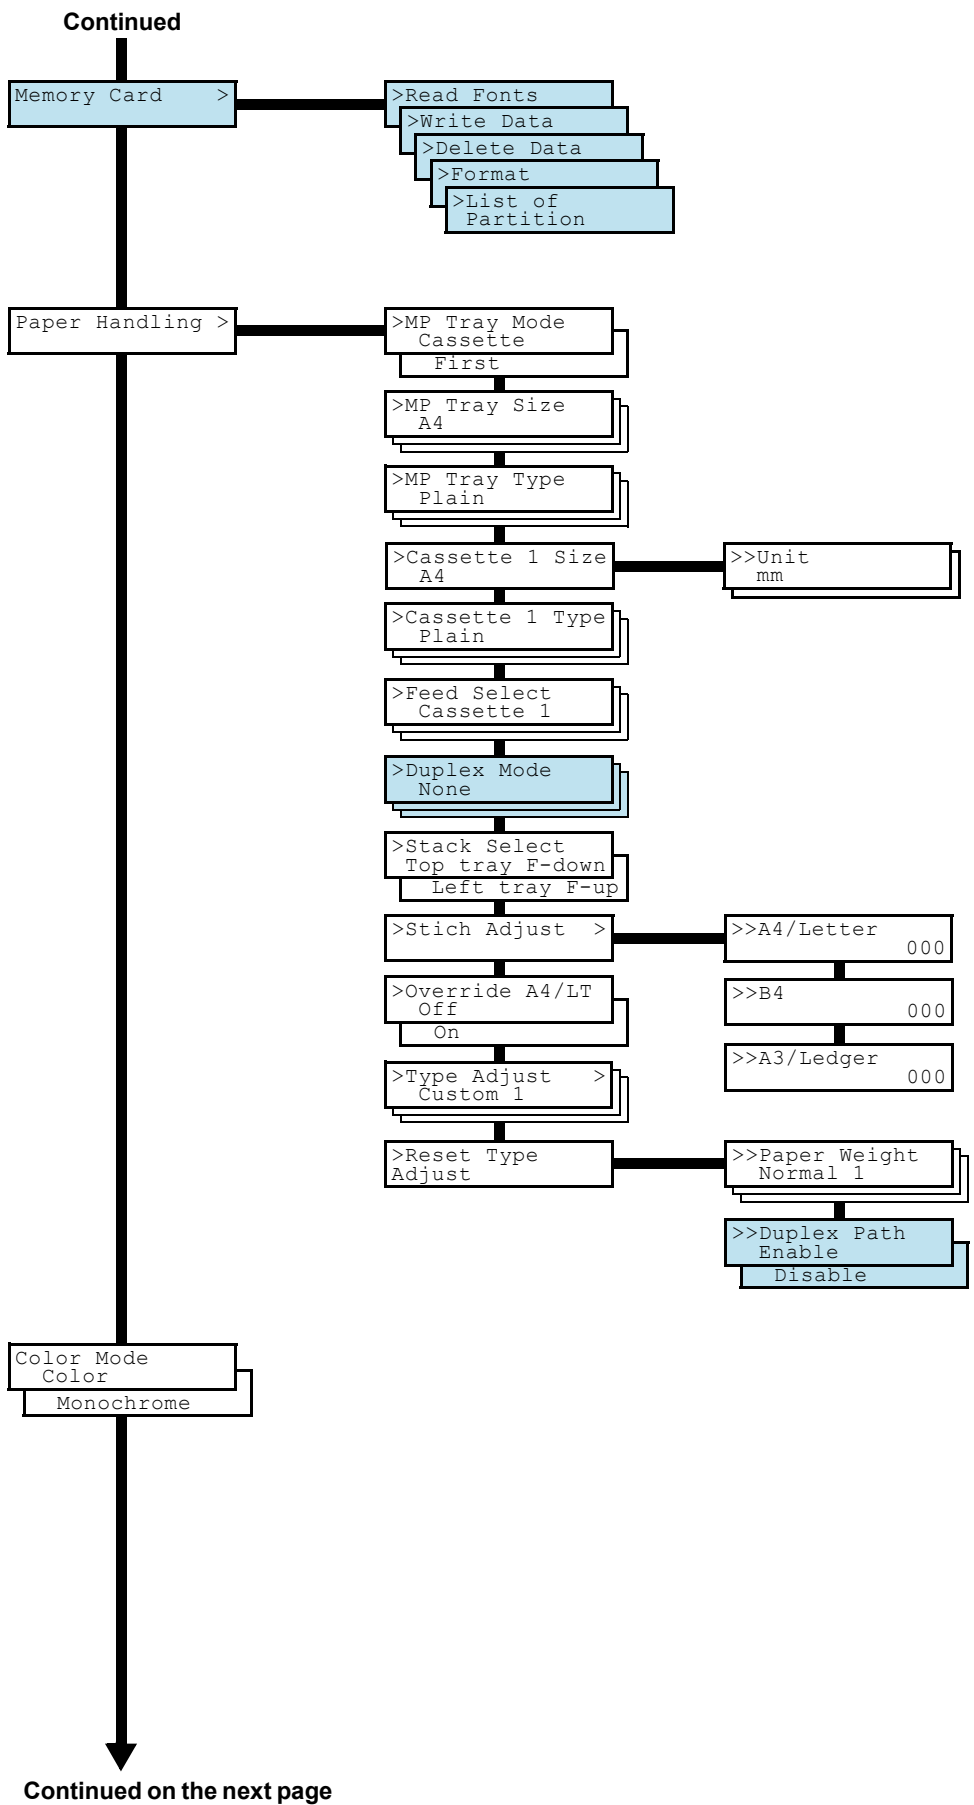 Continued
Memory Card >
>Read Fonts
>Write Data
>Delete Data
>Format
>List of
Partition
Paper Handling >
>MP Tray Mode
Cassette
First
>MP Tray Size
A4
>MP Tray Type
Plain
>Cassette 1 Size
A4
>>Unit
mm
>Cassette 1 Type
Plain
>Feed Select
Cassette 1
>Duplex Mode
None
>Stack Select
Top tray F-down
Left tray F-up
>Stich Adjust >
>>A4/Letter
000
>Override A4/LT
Off
On
>>B4
000
>>A3/Ledger
000
>Type Adjust >
Custom 1
>Reset Type
Adjust
>>Paper Weight
Normal 1
>>Duplex Path
Enable
Disable
Color Mode
Color
Monochrome
Continued on the next page